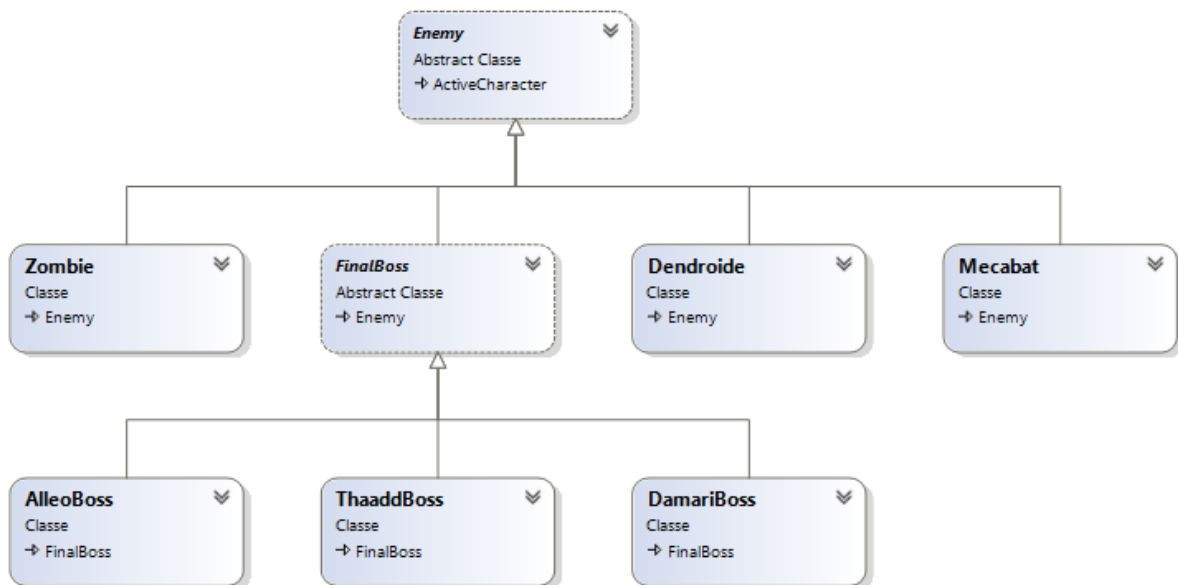 Enemy
Abstract Classe
ActiveCharacter
Zombie
Classe
Enemy
FinalBoss
Abstract Classe
Enemy
Dendroide
Classe
Enemy
Mecabat
Classe
Enemy
AlleoBoss
Classe
FinalBoss
ThaaddBoss
Classe
FinalBoss
DamariBoss
Classe
FinalBoss